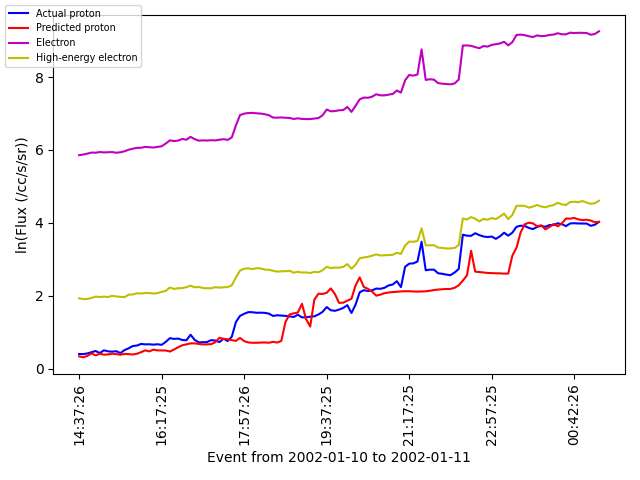 Actual proton
Predicted proton
Electron
High-energy electron
ln(Flux (/cc/s/sr))
8
6
4
2
0
14:37:26
16:17:25
17:57:26
19:37:25
21:17:25
22:57:25
00:42:26
Event from 2002-01-10 to 2002-01-11